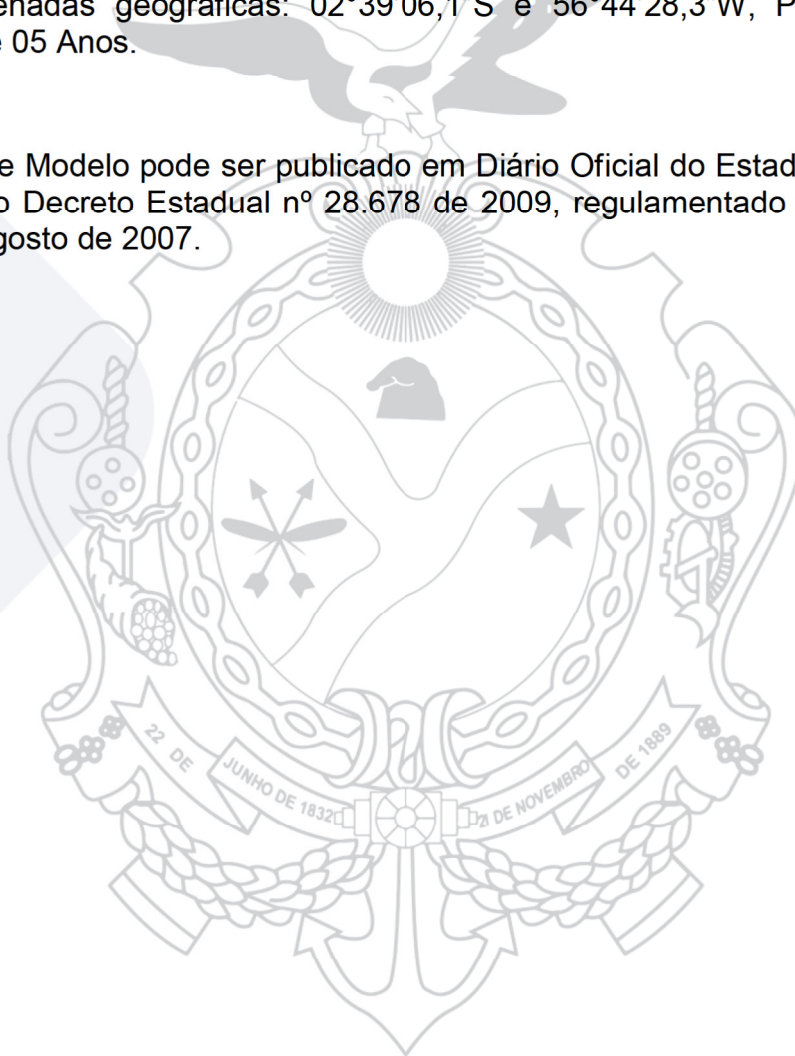 enadas geográficas: 02°39'06,1"S e 56°44'28,3"W, P
e 05 Anos.
e Modelo pode ser publicado em Diário Oficial do Estad
o Decreto Estadual nº 28.678 de 2009, regulamentado
gosto de 2007.
22 DE JUNHO DE 1832 21 DE NOVEMBRO DE 1889